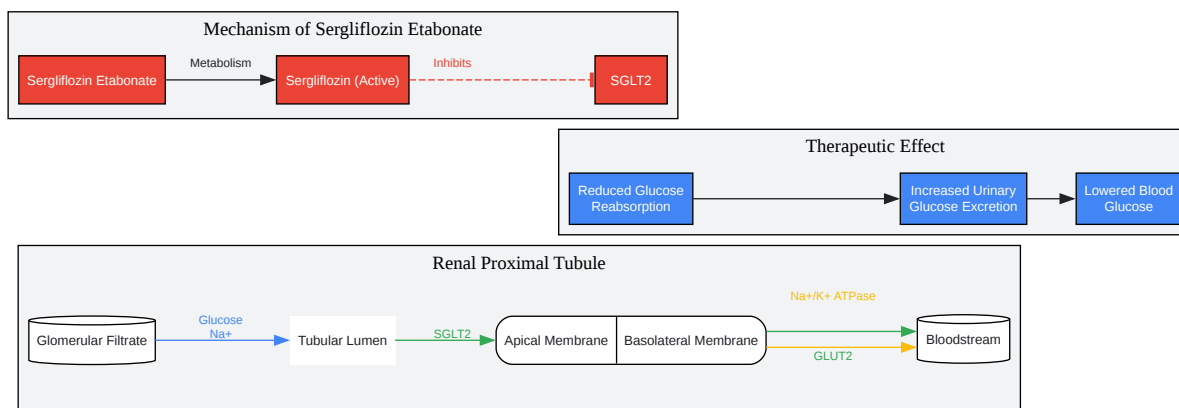 Mechanism of Sergliflozin Etabonate
Sergliflozin Etabonate
Metabolism
Sergliflozin (Active)
Inhibits
SGLT2
Therapeutic Effect
Reduced Glucose
Reabsorption
Increased Urinary
Glucose Excretion
Lowered Blood
Glucose
Renal Proximal Tubule
Glomerular Filtrate
Glucose
Na+
Tubular Lumen
SGLT2
Apical Membrane
Basolateral Membrane
Na+/K+ ATPase
GLUT2
Bloodstream